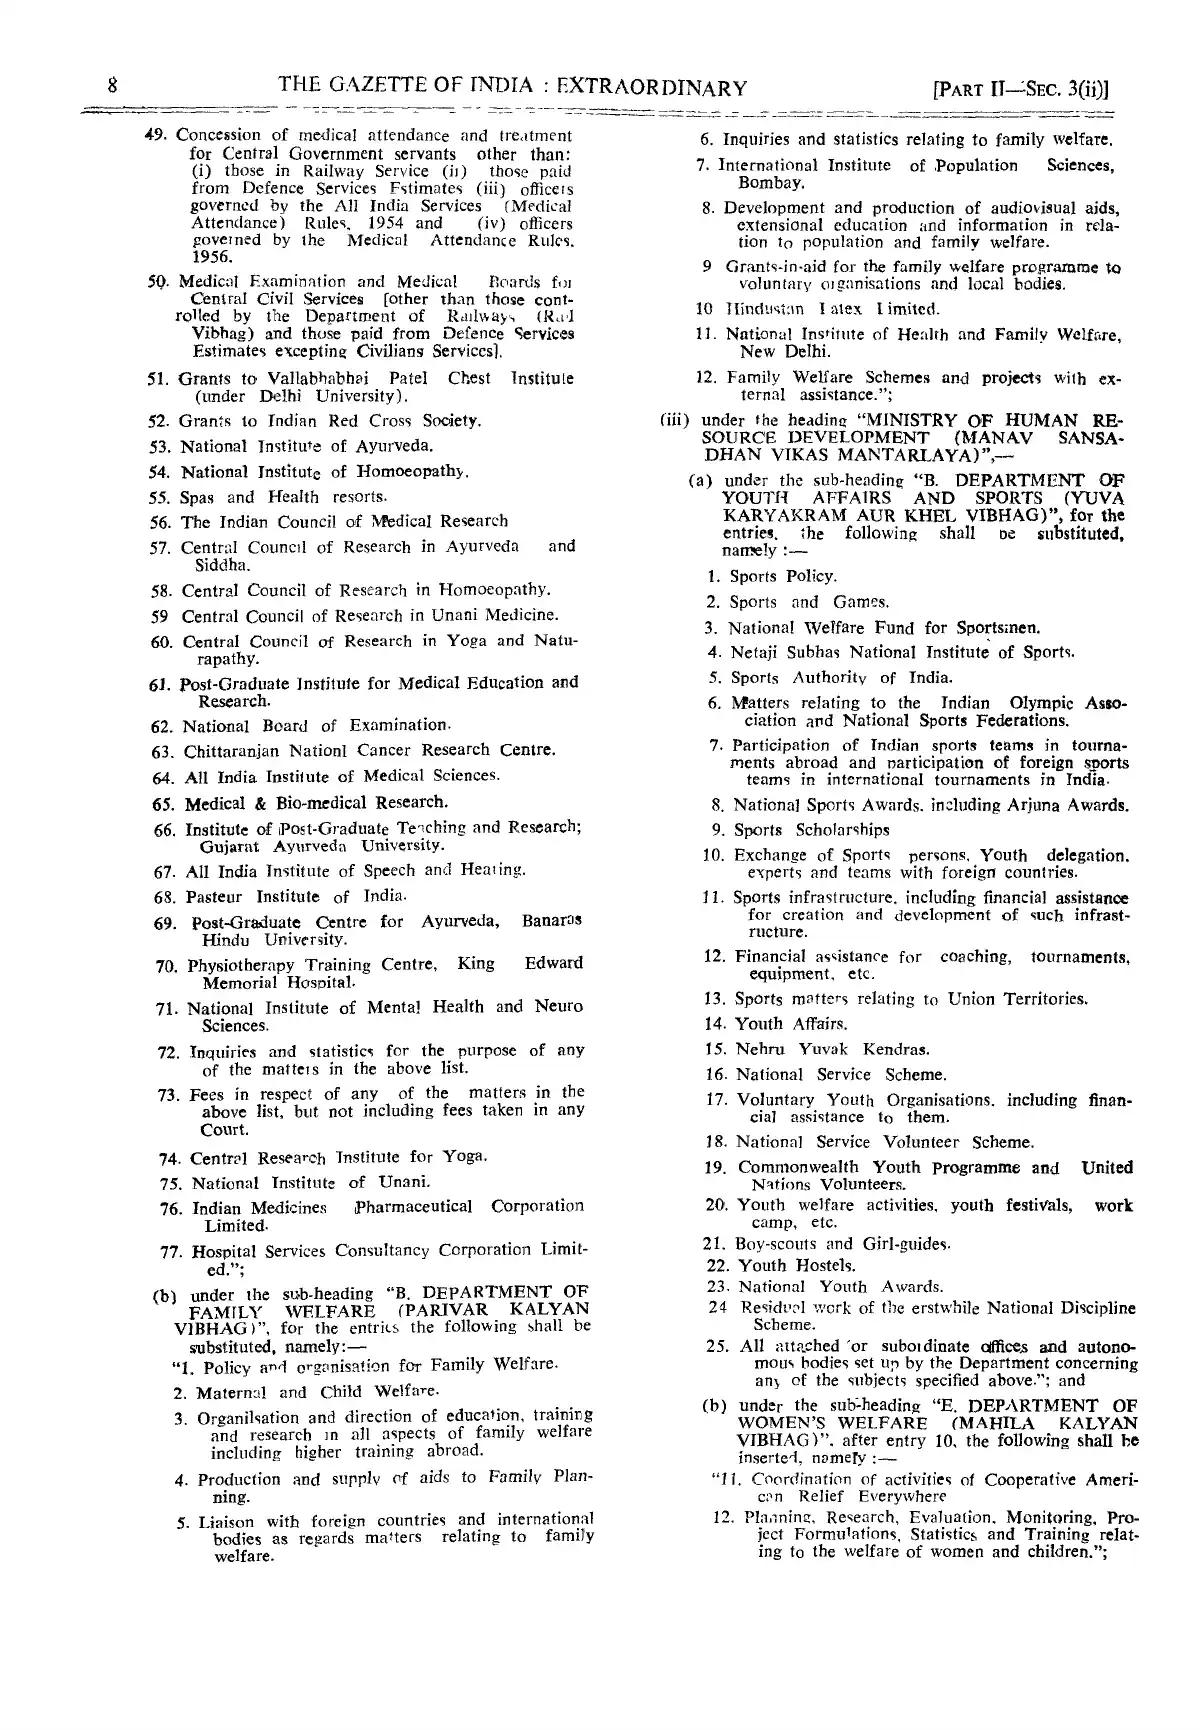 8 THE GAZETTE OF INDIA : EXTRAORDINARY [PART II—SEC. 3(ii)]
49. Concession of medical attendance and treatment
for Central Government servants other than:
(i) those in Railway Service (ii) those paid
from Defence Services Estimates (iii) officers
governed by the All India Services (Medical
Attendance) Rules, 1954 and (iv) officers
governed by the Medical Attendance Rules,
1956.
50. Medical Examination and Medical Boards for
Central Civil Services [other than those cont-
rolled by the Department of Railways (Rail
Vibhag) and those paid from Defence Services
Estimates excepting Civilians Services].
51. Grants to Vallabhabhai Patel Chest Institute
(under Delhi University).
52. Grants to Indian Red Cross Society.
53. National Institute of Ayurveda.
54. National Institute of Homoeopathy.
55. Spas and Health resorts.
56. The Indian Council of Medical Research
57. Central Council of Research in Ayurveda and
Siddha.
58. Central Council of Research in Homoeopathy.
59 Central Council of Research in Unani Medicine.
60. Central Council of Research in Yoga and Natu-
rapathy.
61. Post-Graduate Institute for Medical Education and
Research.
62. National Board of Examination.
63. Chittaranjan Nationl Cancer Research Centre.
64. All India Institute of Medical Sciences.
65. Medical & Bio-medical Research.
66. Institute of Post-Graduate Teaching and Research;
Gujarat Ayurveda University.
67. All India Institute of Speech and Hearing.
68. Pasteur Institute of India.
69. Post-Graduate Centre for Ayurveda, Banaras
Hindu University.
70. Physiotherapy Training Centre, King Edward
Memorial Hospital.
71. National Institute of Mental Health and Neuro
Sciences.
72. Inquiries and statistics for the purpose of any
of the matters in the above list.
73. Fees in respect of any of the matters in the
above list, but not including fees taken in any
Court.
74. Central Research Institute for Yoga.
75. National Institute of Unani.
76. Indian Medicines Pharmaceutical Corporation
Limited.
77. Hospital Services Consultancy Corporation Limit-
ed.";
(b) under the sub-heading "B. DEPARTMENT OF
FAMILY WELFARE (PARIVAR KALYAN
VIBHAG)", for the entries the following shall be
substituted, namely:—
"1. Policy and organisation for Family Welfare.
2. Maternal and Child Welfare.
3. Organilsation and direction of education, training
and research in all aspects of family welfare
including higher training abroad.
4. Production and supply of aids to Family Plan-
ning.
5. Liaison with foreign countries and international
bodies as regards matters relating to family
welfare.
6. Inquiries and statistics relating to family welfare.
7. International Institute of Population Sciences,
Bombay.
8. Development and production of audiovisual aids,
extensional education and information in rela-
tion to population and family welfare.
9 Grants-in-aid for the family welfare programme to
voluntary organisations and local bodies.
10 Hindustan Latex Limited.
11. National Institute of Health and Family Welfare,
New Delhi.
12. Family Welfare Schemes and projects with ex-
ternal assistance.";
(iii) under the heading "MINISTRY OF HUMAN RE-
SOURCE DEVELOPMENT (MANAV SANSA-
DHAN VIKAS MANTARLAYA)",—
(a) under the sub-heading "B. DEPARTMENT OF
YOUTH AFFAIRS AND SPORTS (YUVA
KARYAKRAM AUR KHEL VIBHAG)", for the
entries, the following shall be substituted,
namely :—
1. Sports Policy.
2. Sports and Games.
3. National Welfare Fund for Sportsmen.
4. Netaji Subhas National Institute of Sports.
5. Sports Authority of India.
6. Matters relating to the Indian Olympic Asso-
ciation and National Sports Federations.
7. Participation of Indian sports teams in tourna-
ments abroad and participation of foreign sports
teams in international tournaments in India.
8. National Sports Awards, including Arjuna Awards.
9. Sports Scholarships
10. Exchange of Sports persons, Youth delegation,
experts and teams with foreign countries.
11. Sports infrastructure, including financial assistance
for creation and development of such infrast-
ructure.
12. Financial assistance for coaching, tournaments,
equipment, etc.
13. Sports matters relating to Union Territories.
14. Youth Affairs.
15. Nehru Yuvak Kendras.
16. National Service Scheme.
17. Voluntary Youth Organisations, including finan-
cial assistance to them.
18. National Service Volunteer Scheme.
19. Commonwealth Youth Programme and United
Nations Volunteers.
20. Youth welfare activities, youth festivals, work
camp, etc.
21. Boy-scouts and Girl-guides.
22. Youth Hostels.
23. National Youth Awards.
24 Residual work of the erstwhile National Discipline
Scheme.
25. All attached or subordinate offices and autono-
mous bodies set up by the Department concerning
any of the subjects specified above."; and
(b) under the sub-heading "E. DEPARTMENT OF
WOMEN'S WELFARE (MAHILA KALYAN
VIBHAG)", after entry 10, the following shall be
inserted, namely :—
"11. Coordination of activities of Cooperative Ameri-
can Relief Everywhere
12. Planning, Research, Evaluation, Monitoring, Pro-
ject Formulations, Statistics and Training relat-
ing to the welfare of women and children.";